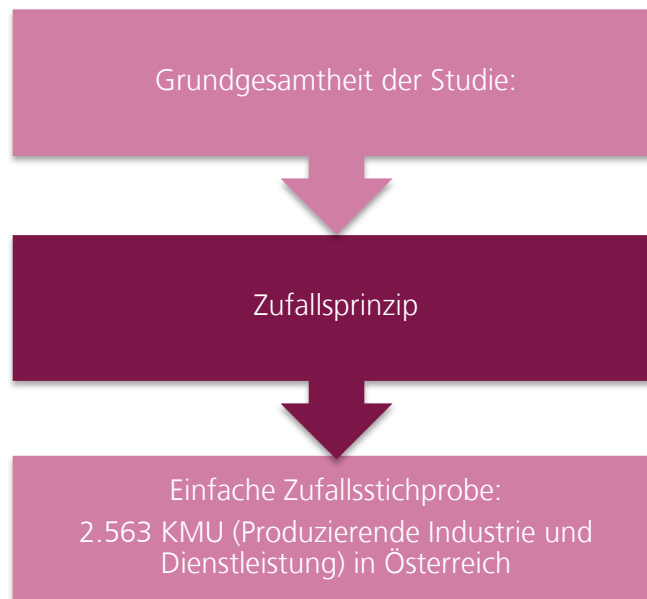 Grundgesamtheit der Studie:
Zufallsprinzip
Einfache Zufallsstichprobe:
2.563 KMU (Produzierende Industrie und
Dienstleistung) in Österreich